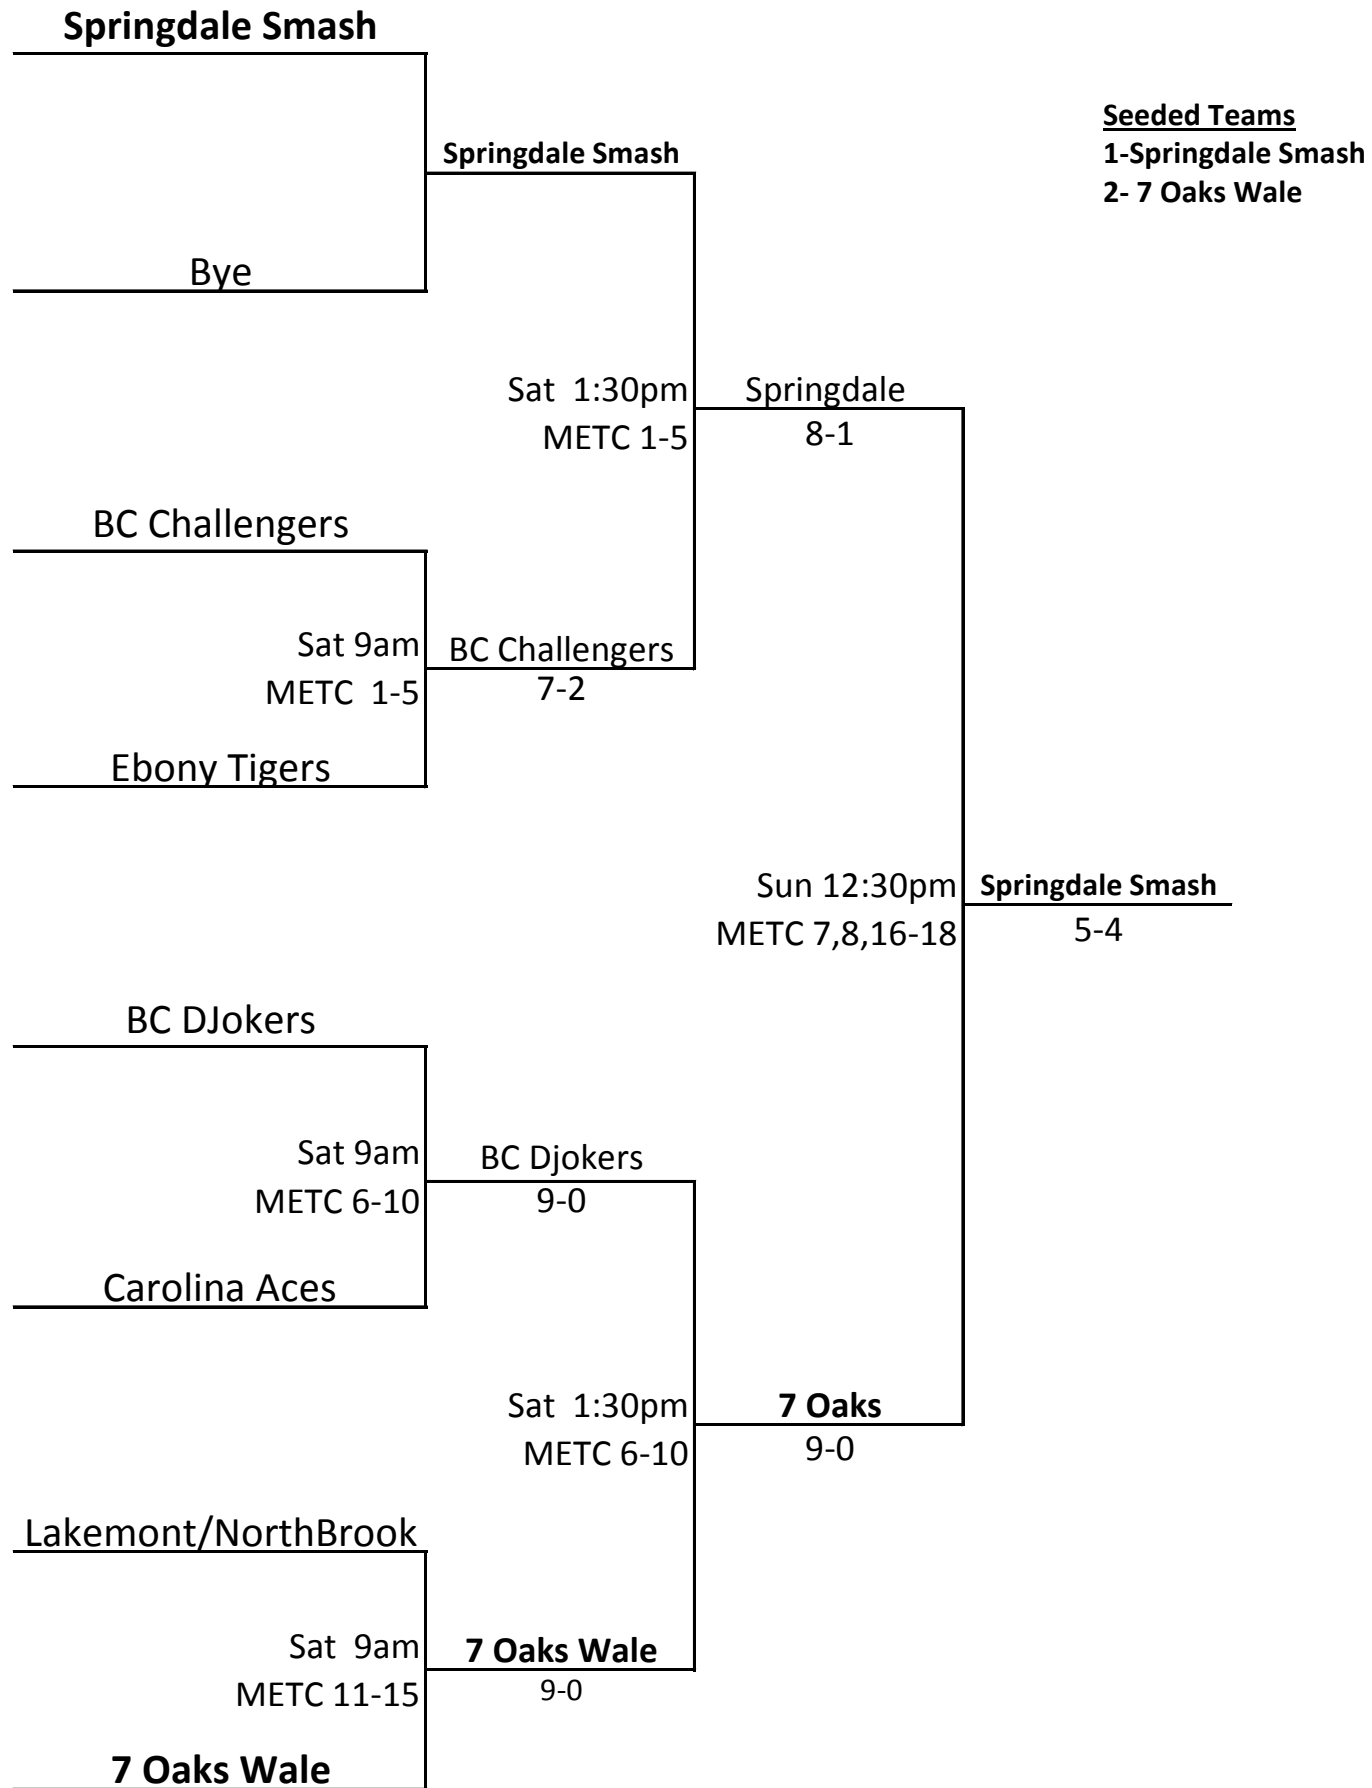 Springdale Smash
Seeded Teams
1-Springdale Smash
2- 7 Oaks Wale
Springdale Smash
Bye
Sat  1:30pm
METC 1-5
Springdale
8-1
BC Challengers
Sat 9am
METC  1-5
BC Challengers
7-2
Ebony Tigers
Sun 12:30pm
METC 7,8,16-18
Springdale Smash
5-4
BC DJokers
Sat 9am
METC 6-10
BC Djokers
9-0
Carolina Aces
Sat  1:30pm
METC 6-10
7 Oaks
9-0
Lakemont/NorthBrook
Sat  9am
METC 11-15
7 Oaks Wale
9-0
7 Oaks Wale